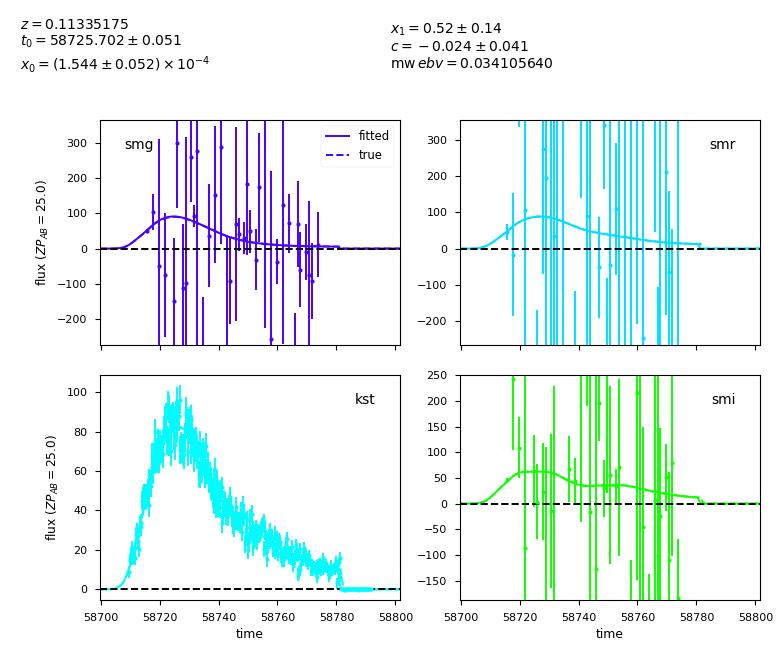 z = 0.11335175
t₀ = 58725.702 ± 0.051
x₀ = (1.544 ± 0.052) × 10⁻⁴
x₁ = 0.52 ± 0.14
c = −0.024 ± 0.041
mw ebv = 0.034105640
smg
fitted
true
300
200
100
0
−100
−200
flux (ZP_AB = 25.0)
smr
300
200
100
0
−100
−200
kst
100
80
60
40
20
0
flux (ZP_AB = 25.0)
58700 58720 58740 58760 58780 58800
time
smi
250
200
150
100
50
0
−50
−100
−150
58700 58720 58740 58760 58780 58800
time